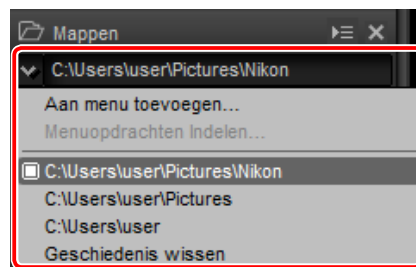 Mappen
C:\Users\user\Pictures\Nikon
Aan menu toevoegen...
Menuopdrachten Indelen...
C:\Users\user\Pictures\Nikon
C:\Users\user\Pictures
C:\Users\user
Geschiedenis wissen